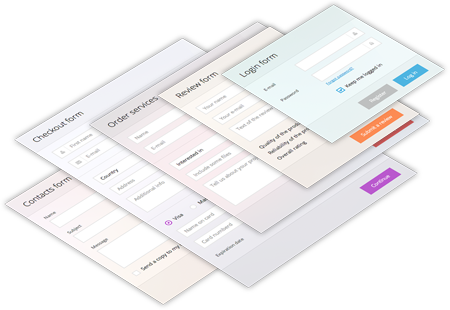 Login form
E-mail
Password
forgot password?
Keep me logged in
Register
Log in
Review form
Your name
Your e-mail
Text of the review
Quality of the product
Reliability of the
Overall rating
Submit a review
Order services
Name
E-mail
Interested in
Include some files
Tell us about your
Checkout form
First name
E-mail
Country
Address
Additional info
Visa
Name on card
Card number
Expiration date
Continue
Contacts form
Name
Subject
Message
Send a copy to my